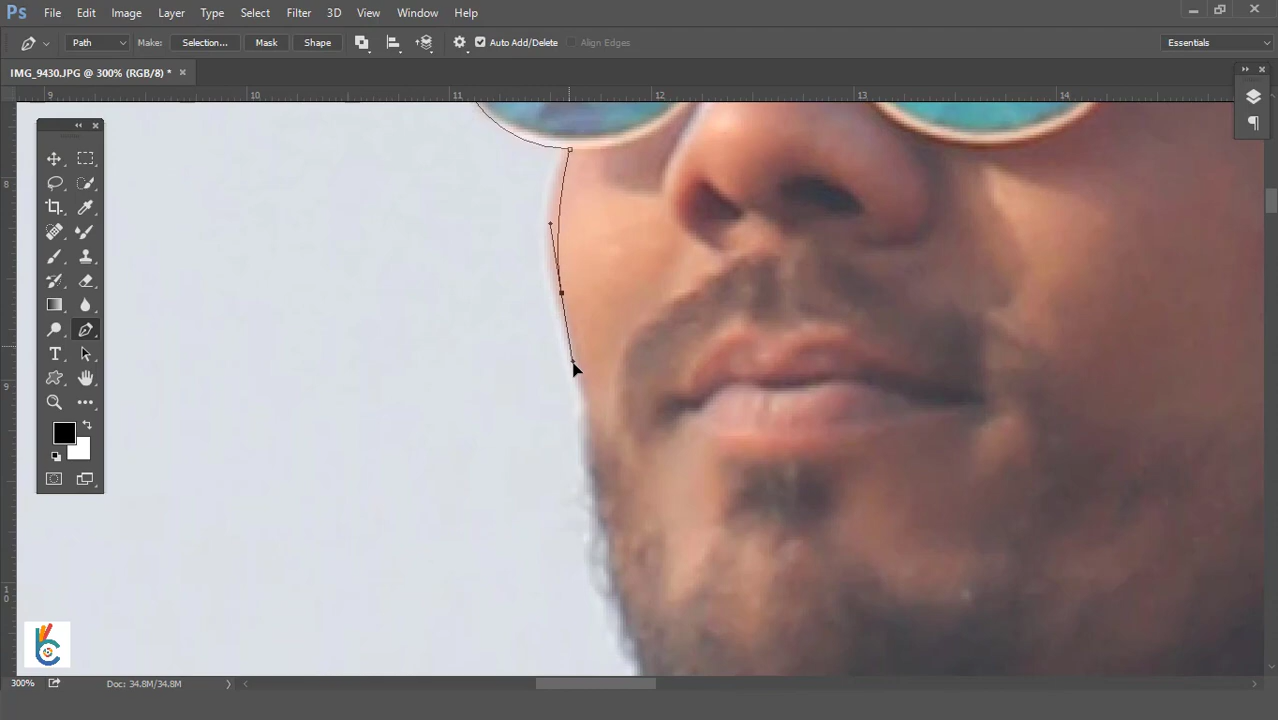 Ps File Edit Image Layer Type Select Filter 3D View Window Help
Path Make: Selection... Mask Shape Auto Add/Delete Align Edges Essentials
IMG_9430.JPG @ 300% (RGB/8) *
9 10 11 12 13 14
8
9
10
T
300% Doc: 34.8M/34.8M